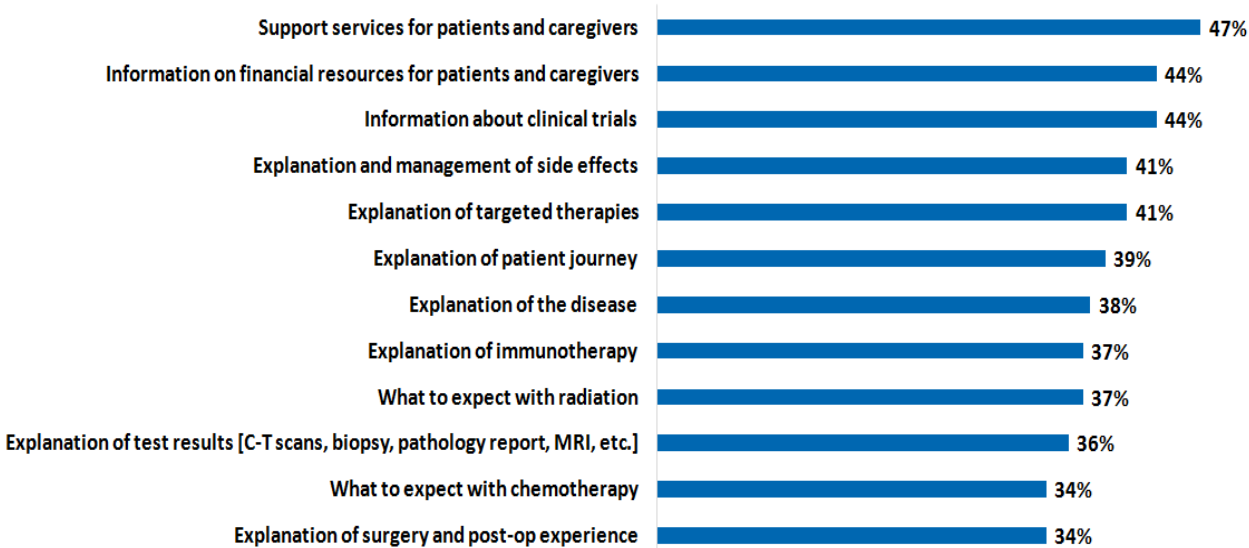 Support services for patients and caregivers 47%
Information on financial resources for patients and caregivers 44%
Information about clinical trials 44%
Explanation and management of side effects 41%
Explanation of targeted therapies 41%
Explanation of patient journey 39%
Explanation of the disease 38%
Explanation of immunotherapy 37%
What to expect with radiation 37%
Explanation of test results [C-T scans, biopsy, pathology report, MRI, etc.] 36%
What to expect with chemotherapy 34%
Explanation of surgery and post-op experience 34%